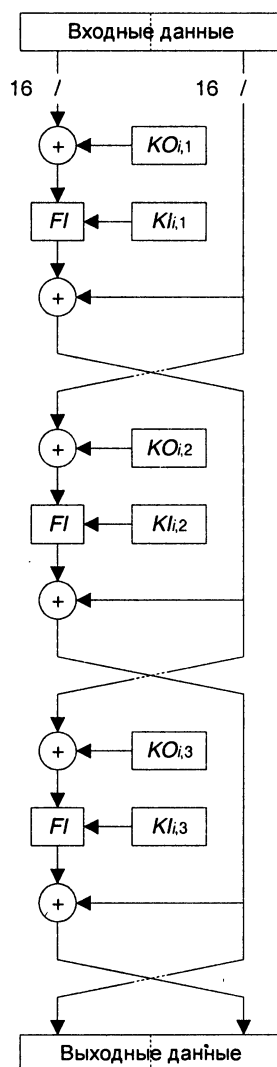 Входные данные
16 / 16 /
+ KOi,1
FI KIi,1
+
+ KOi,2
FI KIi,2
+
+ KOi,3
FI KIi,3
+
Выходные данные